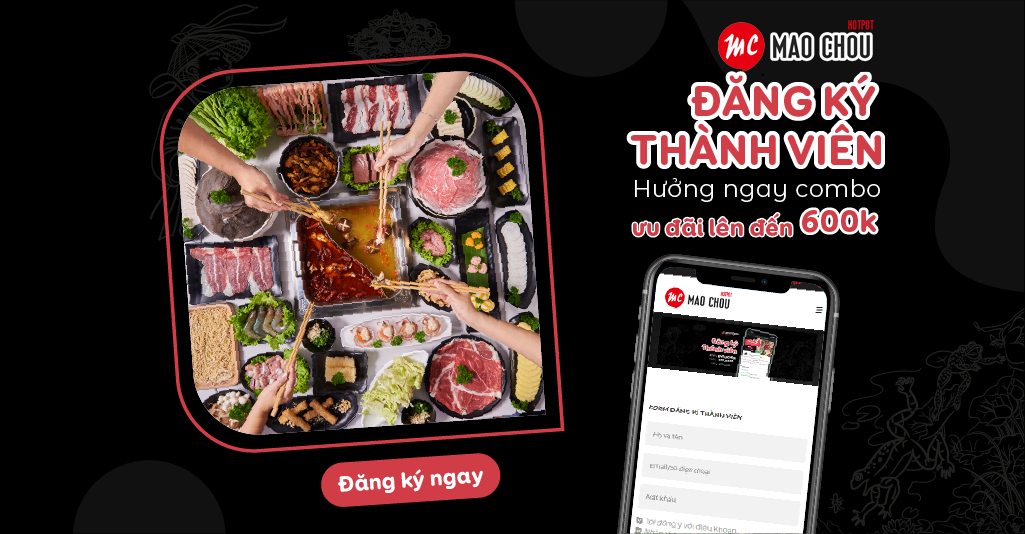 HOTPOT
MC MAO CHOU
ĐĂNG KÝ
THÀNH VIÊN
Hưởng ngay combo
ưu đãi lên đến 600k
HOTPOT
MC MAO CHOU
Đăng ký
Thành viên
FORM ĐĂNG KÍ THÀNH VIÊN
Họ và tên
Email/số điện thoại
Mật khẩu
Tôi đồng ý với điều khoản
Đăng ký ngay